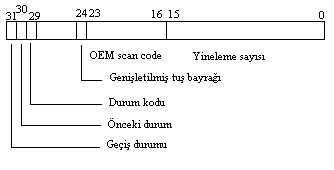 31 30 29 24 23 16 15 0
OEM scan code Yineleme sayısı
Genişletilmiş tuş bayrağı
Durum kodu
Önceki durum
Geçiş durumu